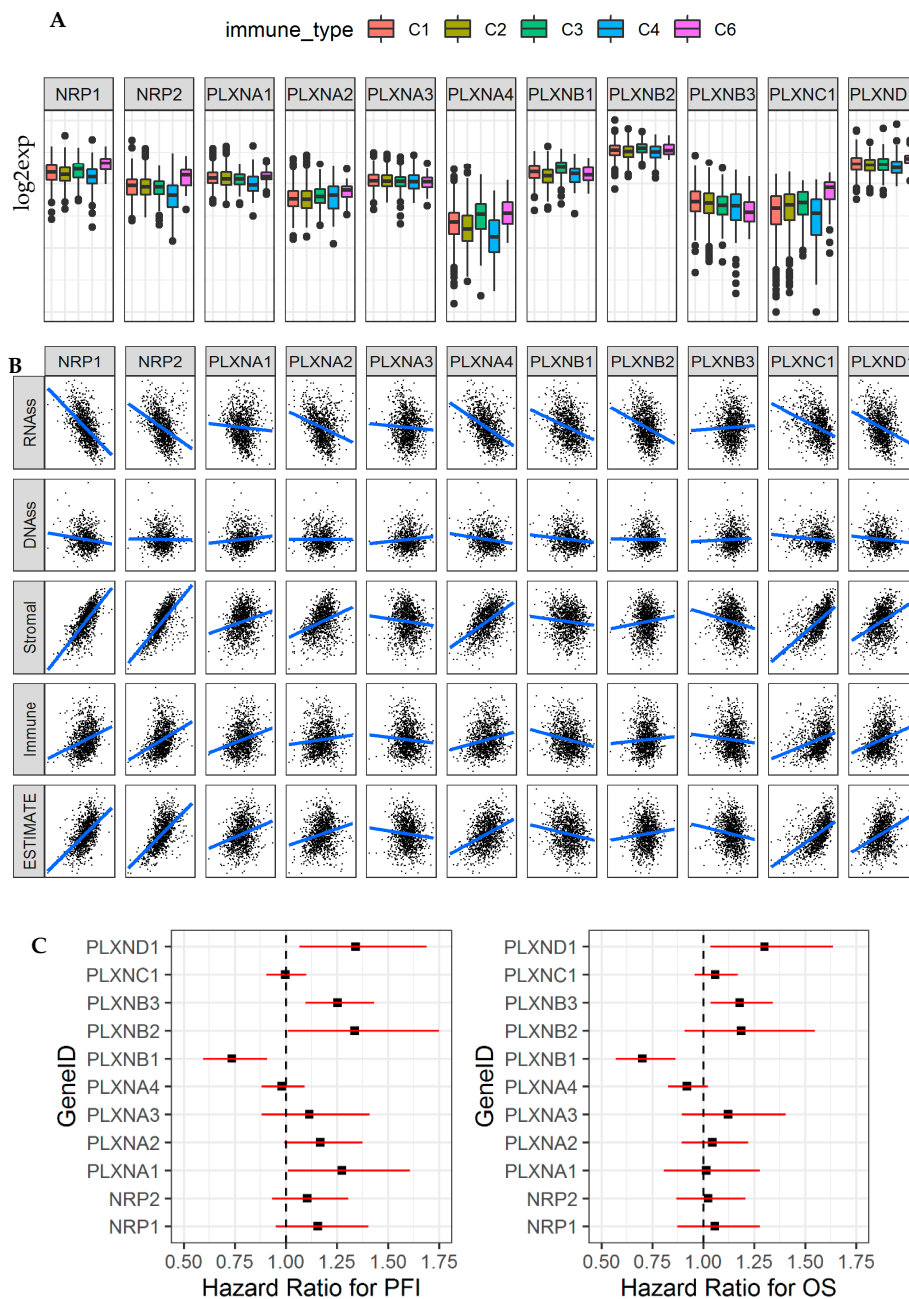 A
immune_type C1 C2 C3 C4 C6
NRP1 NRP2 PLXNA1 PLXNA2 PLXNA3 PLXNA4 PLXNB1 PLXNB2 PLXNB3 PLXNC1 PLXND
log2exp
B
NRP1 NRP2 PLXNA1 PLXNA2 PLXNA3 PLXNA4 PLXNB1 PLXNB2 PLXNB3 PLXNC1 PLXND1
RNAss
DNAss
Stromal
Immune
ESTIMATE
C
GeneID
PLXND1
PLXNC1
PLXNB3
PLXNB2
PLXNB1
PLXNA4
PLXNA3
PLXNA2
PLXNA1
NRP2
NRP1
0.50 0.75 1.00 1.25 1.50 1.75
Hazard Ratio for PFI
GeneID
PLXND1
PLXNC1
PLXNB3
PLXNB2
PLXNB1
PLXNA4
PLXNA3
PLXNA2
PLXNA1
NRP2
NRP1
0.50 0.75 1.00 1.25 1.50 1.75
Hazard Ratio for OS